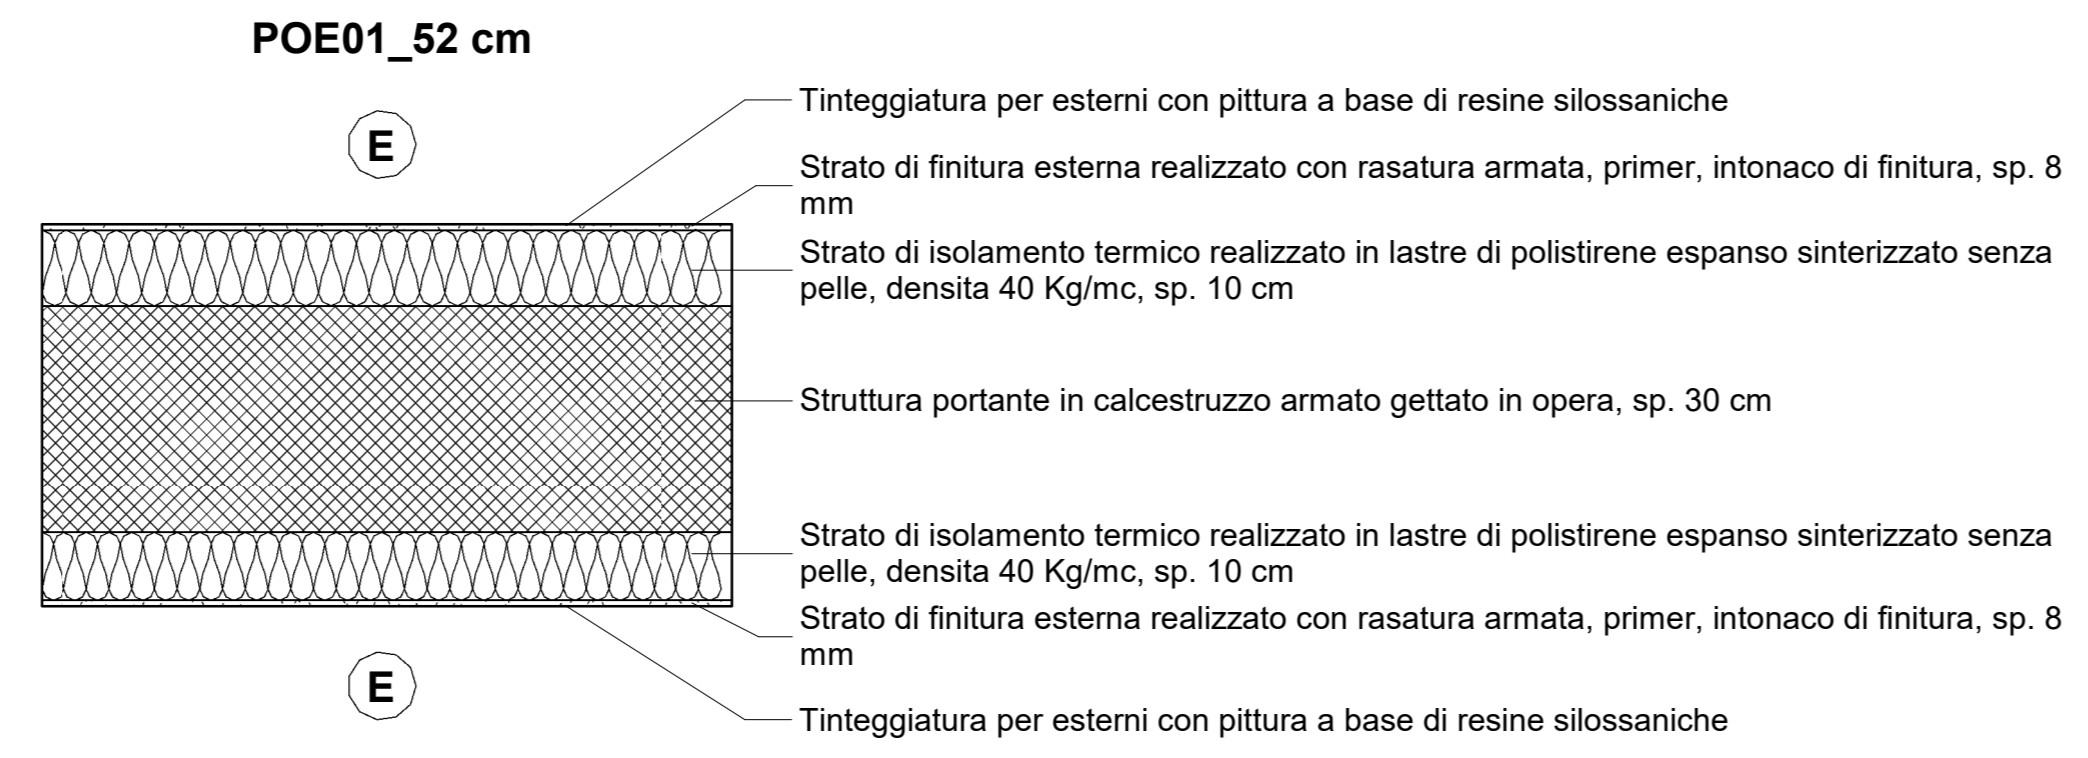 POE01_52 cm
E
Tinteggiatura per esterni con pittura a base di resine silossaniche
Strato di finitura esterna realizzato con rasatura armata, primer, intonaco di finitura, sp. 8
mm
Strato di isolamento termico realizzato in lastre di polistirene espanso sinterizzato senza
pelle, densita 40 Kg/mc, sp. 10 cm
Struttura portante in calcestruzzo armato gettato in opera, sp. 30 cm
Strato di isolamento termico realizzato in lastre di polistirene espanso sinterizzato senza
pelle, densita 40 Kg/mc, sp. 10 cm
Strato di finitura esterna realizzato con rasatura armata, primer, intonaco di finitura, sp. 8
mm
E
Tinteggiatura per esterni con pittura a base di resine silossaniche